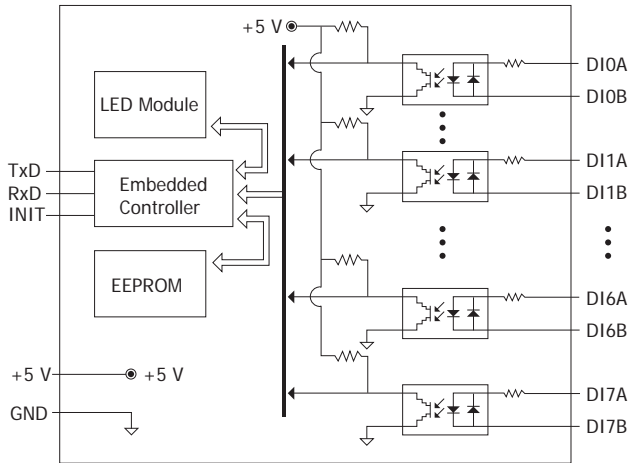 +5 V
LED Module
TxD
RxD
INIT
Embedded
Controller
EEPROM
+5 V
+5 V
GND
DI0A
DI0B
DI1A
DI1B
DI6A
DI6B
DI7A
DI7B